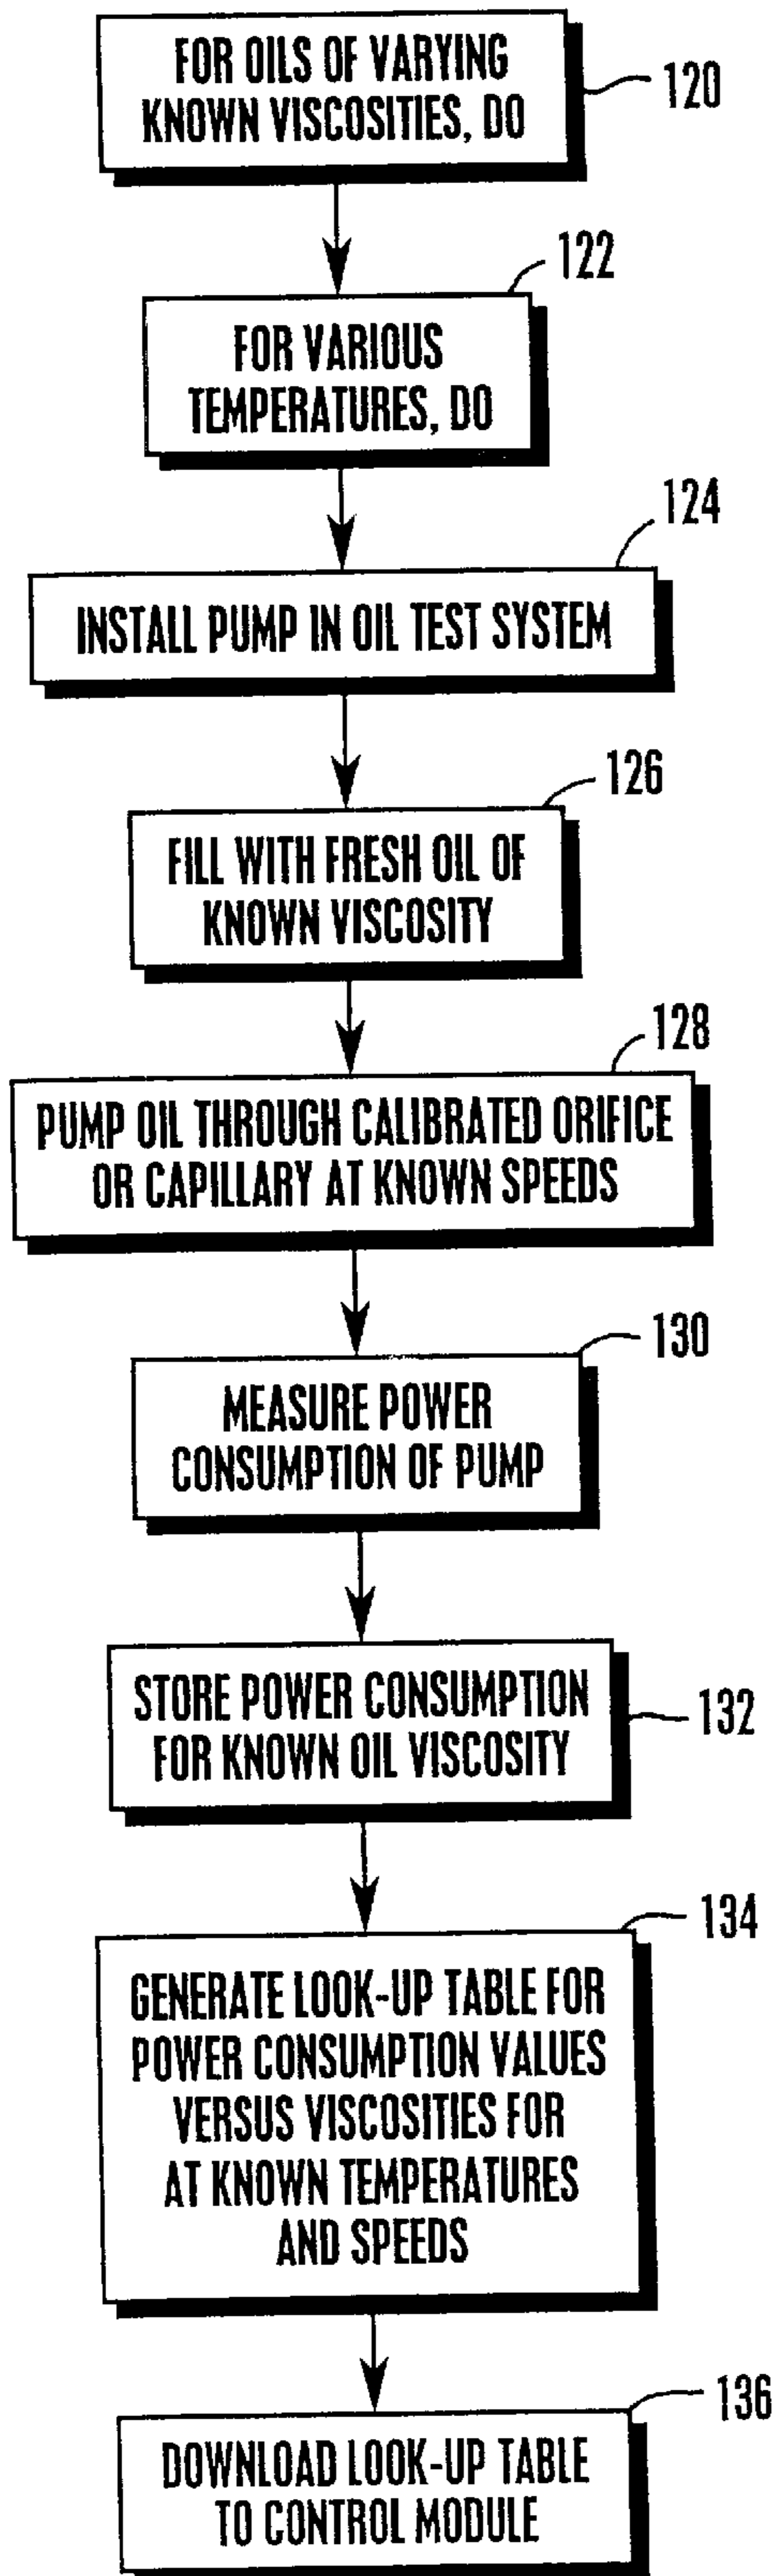 FOR OILS OF VARYING
KNOWN VISCOSITIES, DO
120
122
FOR VARIOUS
TEMPERATURES, DO
124
INSTALL PUMP IN OIL TEST SYSTEM
126
FILL WITH FRESH OIL OF
KNOWN VISCOSITY
128
PUMP OIL THROUGH CALIBRATED ORIFICE
OR CAPILLARY AT KNOWN SPEEDS
130
MEASURE POWER
CONSUMPTION OF PUMP
STORE POWER CONSUMPTION
FOR KNOWN OIL VISCOSITY
132
134
GENERATE LOOK-UP TABLE FOR
POWER CONSUMPTION VALUES
VERSUS VISCOSITIES FOR
AT KNOWN TEMPERATURES
AND SPEEDS
136
DOWNLOAD LOOK-UP TABLE
TO CONTROL MODULE